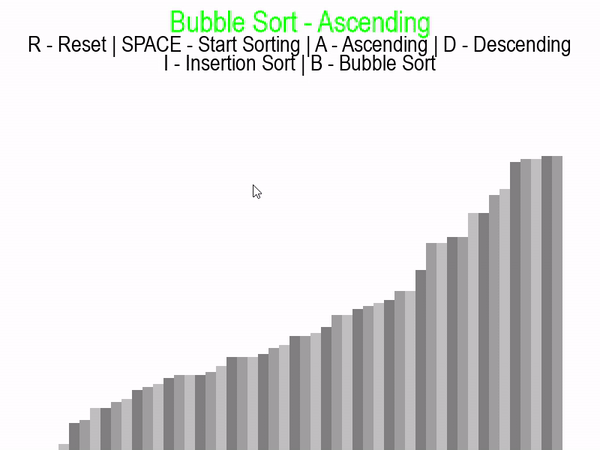 Bubble Sort - Ascending
R - Reset | SPACE - Start Sorting | A - Ascending | D - Descending
I - Insertion Sort | B - Bubble Sort